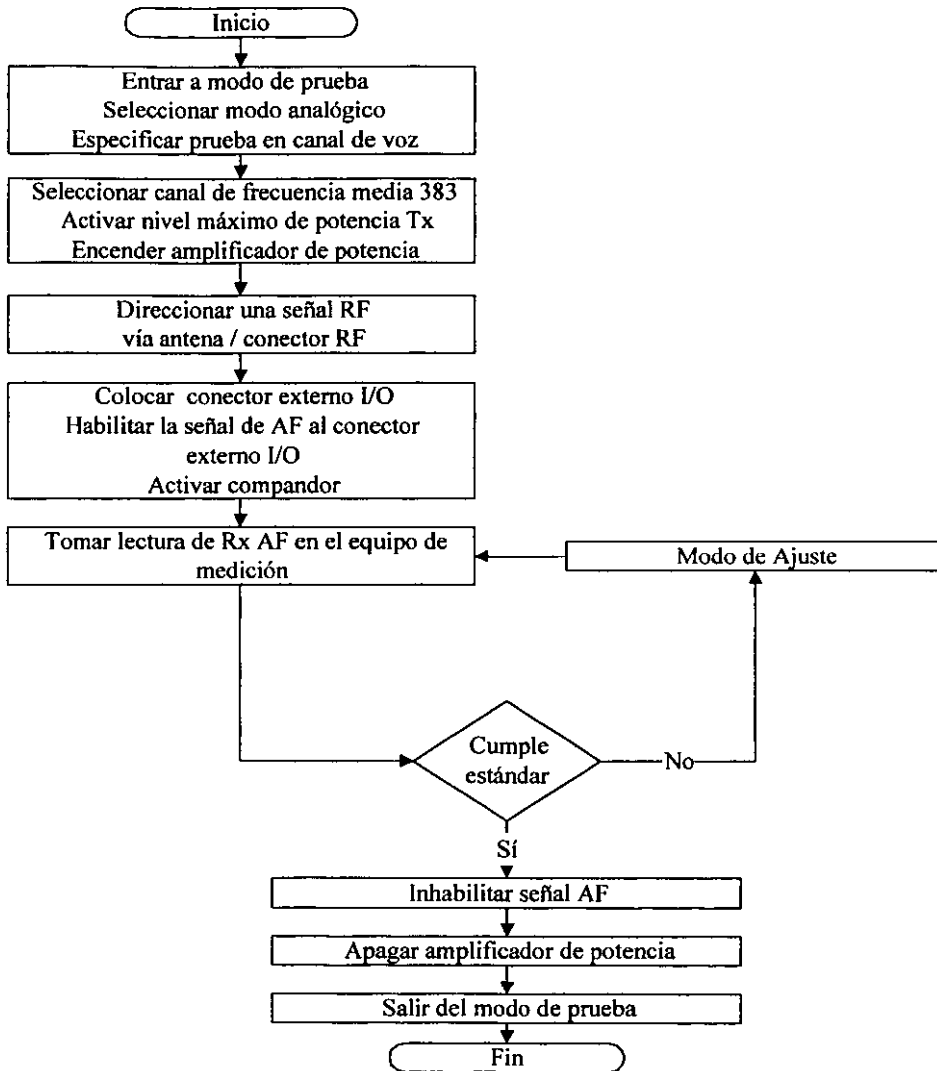 Inicio
Entrar a modo de prueba
Seleccionar modo analógico
Especificar prueba en canal de voz
Seleccionar canal de frecuencia media 383
Activar nivel máximo de potencia Tx
Encender amplificador de potencia
Direccionar una señal RF
vía antena / conector RF
Colocar conector externo I/O
Habilitar la señal de AF al conector
externo I/O
Activar compandor
Tomar lectura de Rx AF en el equipo de
medición
Modo de Ajuste
Cumple
estándar
No
Sí
Inhabilitar señal AF
Apagar amplificador de potencia
Salir del modo de prueba
Fin